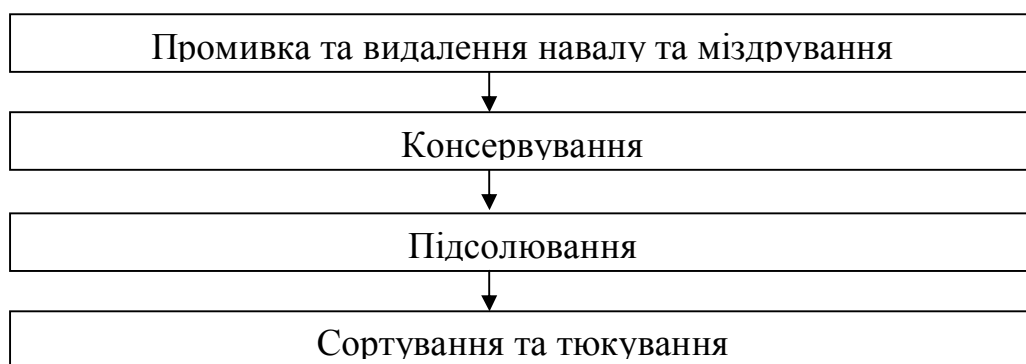 Промивка та видалення навалу та міздрування
Консервування
Підсолювання
Сортування та тюкування